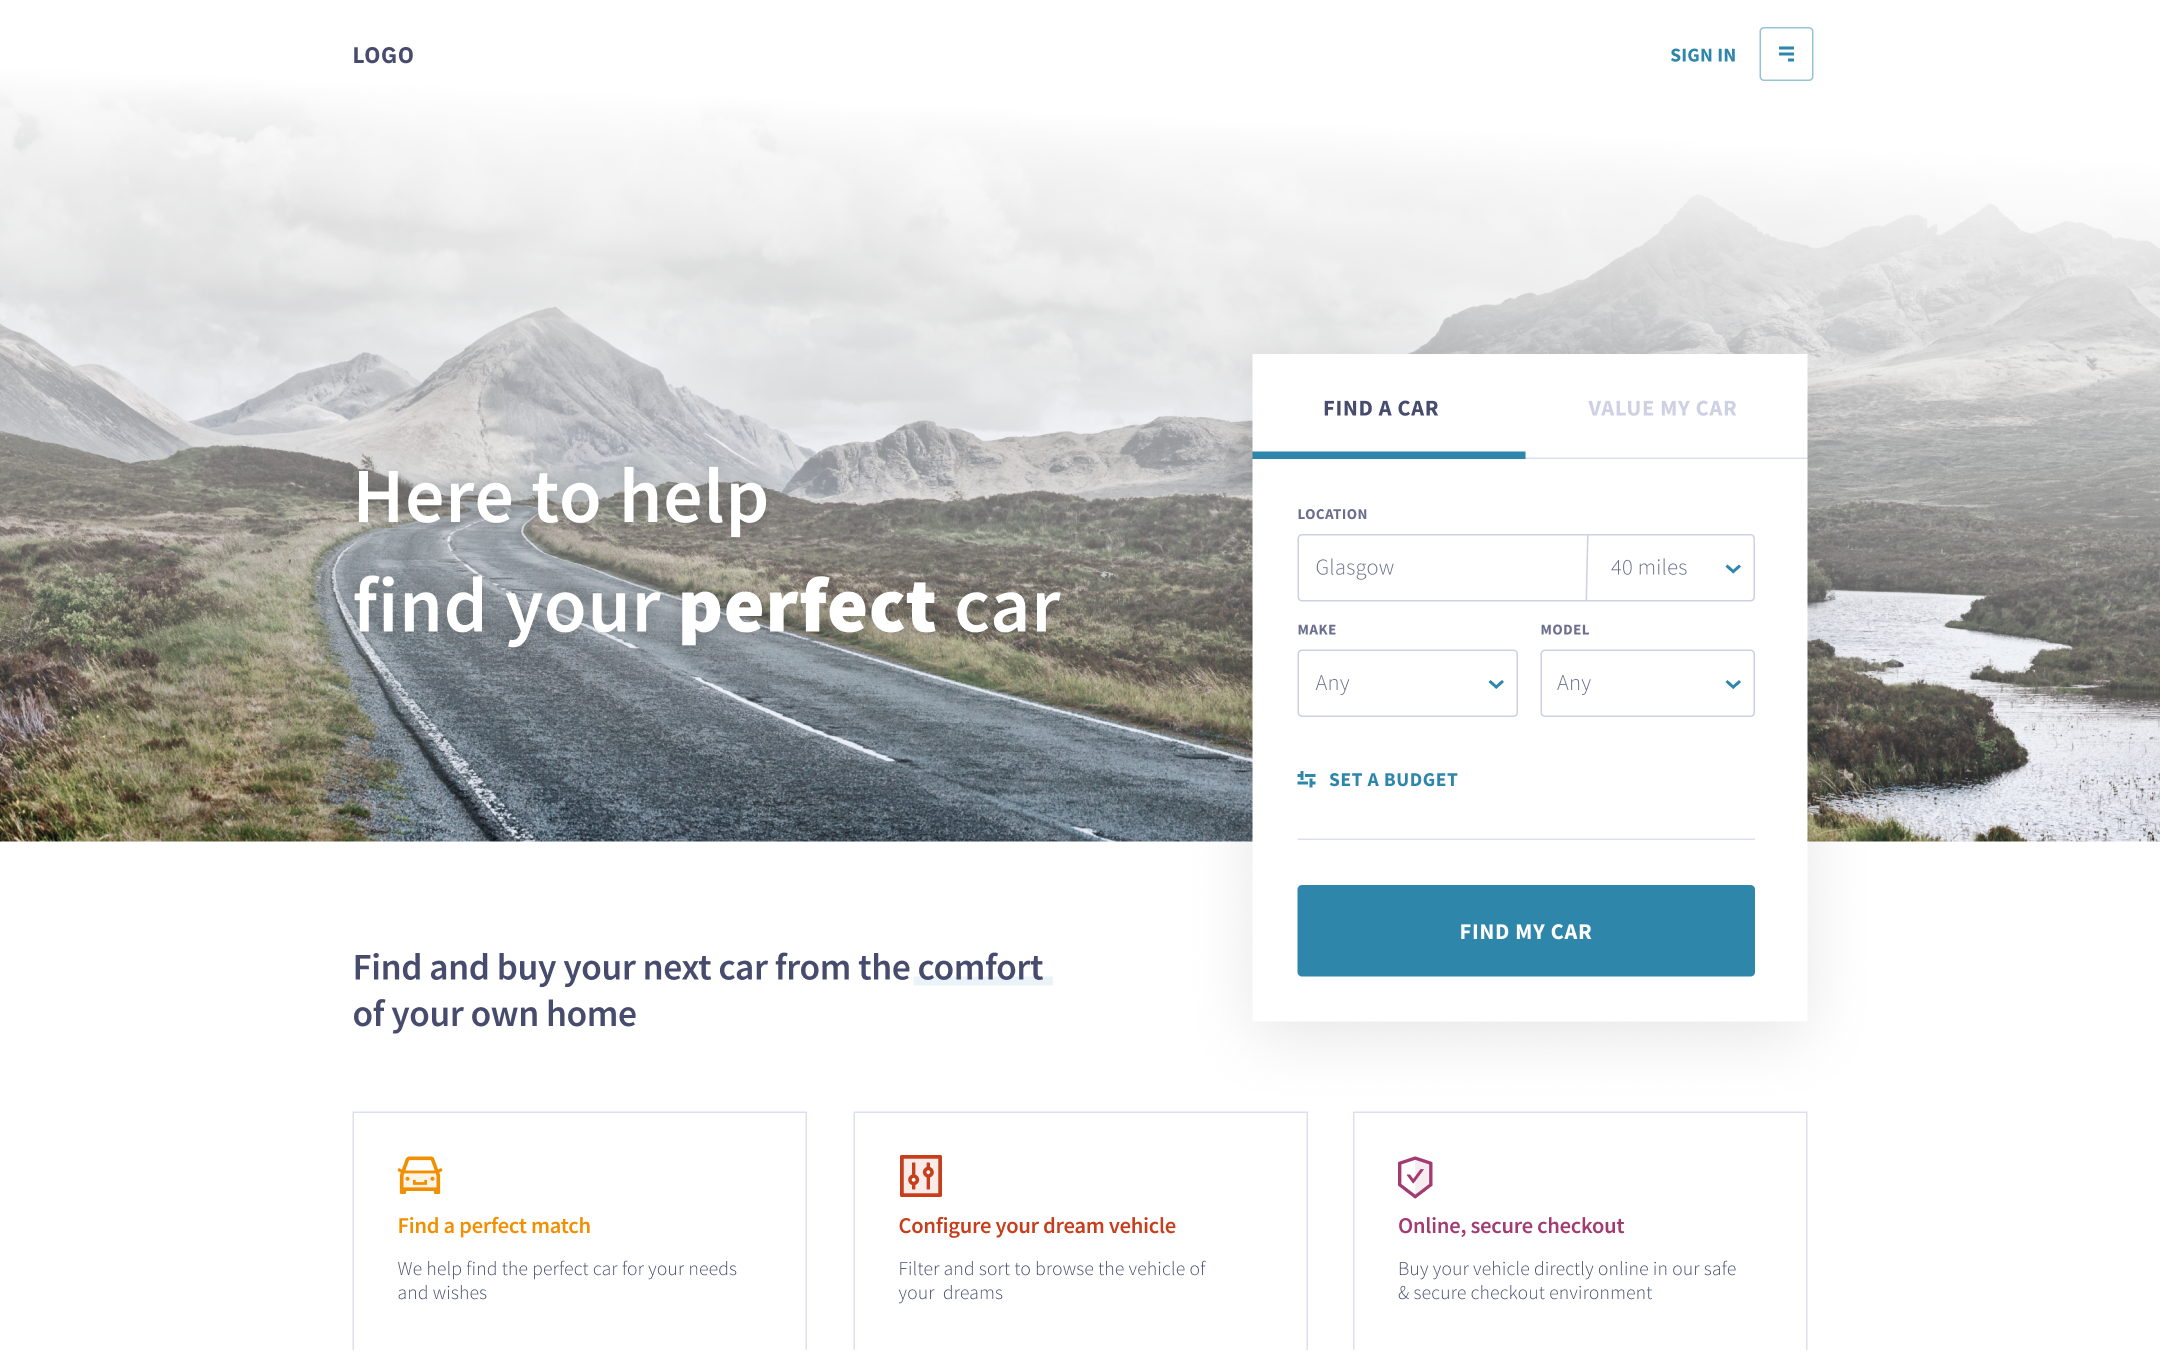 LOGO
SIGN IN
Here to help
find your perfect car
FIND A CAR
VALUE MY CAR
LOCATION
Glasgow
40 miles
MAKE
MODEL
Any
Any
SET A BUDGET
FIND MY CAR
Find and buy your next car from the comfort
of your own home
Find a perfect match
We help find the perfect car for your needs
and wishes
Configure your dream vehicle
Filter and sort to browse the vehicle of
your dreams
Online, secure checkout
Buy your vehicle directly online in our safe
& secure checkout environment